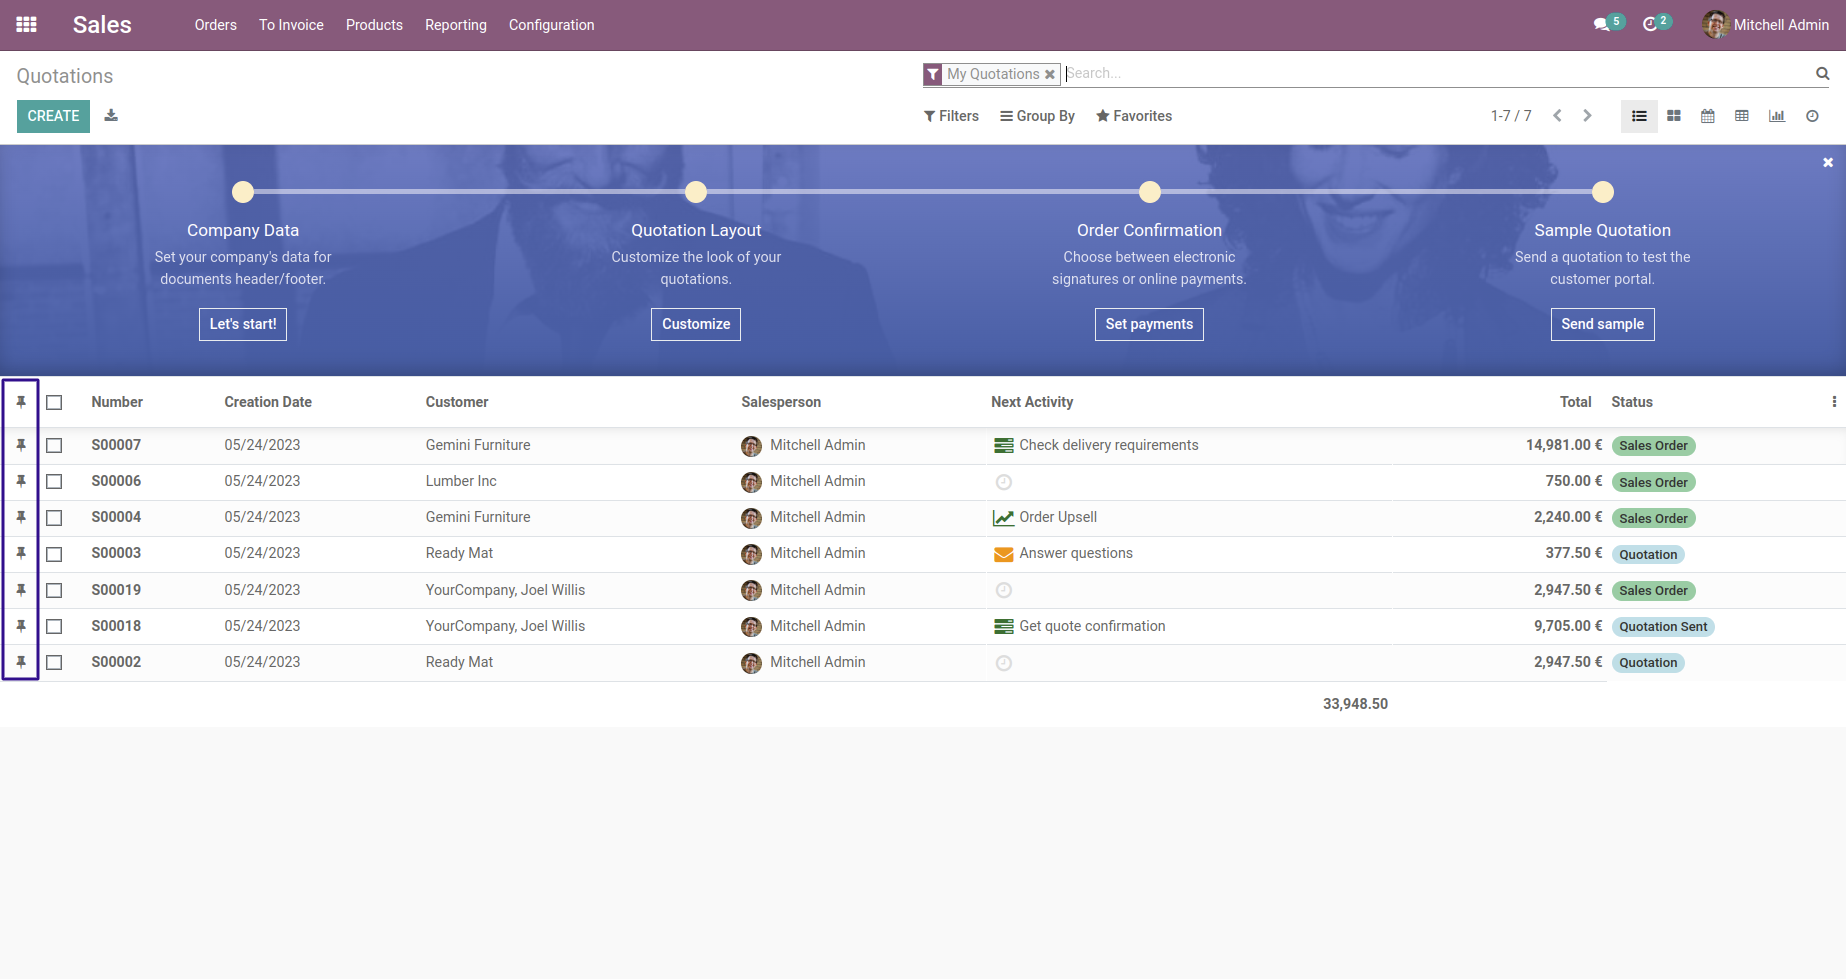 Sales Orders To Invoice Products Reporting Configuration 5 2 Mitchell Admin
Quotations
My Quotations Search...
CREATE
Filters Group By Favorites 1-7 / 7
Company Data
Set your company's data for
documents header/footer.
Let's start!
Quotation Layout
Customize the look of your
quotations.
Customize
Order Confirmation
Choose between electronic
signatures or online payments.
Set payments
Sample Quotation
Send a quotation to test the
customer portal.
Send sample
Number Creation Date Customer Salesperson Next Activity Total Status
S00007 05/24/2023 Gemini Furniture Mitchell Admin Check delivery requirements 14,981.00 € Sales Order
S00006 05/24/2023 Lumber Inc Mitchell Admin 750.00 € Sales Order
S00004 05/24/2023 Gemini Furniture Mitchell Admin Order Upsell 2,240.00 € Sales Order
S00003 05/24/2023 Ready Mat Mitchell Admin Answer questions 377.50 € Quotation
S00019 05/24/2023 YourCompany, Joel Willis Mitchell Admin 2,947.50 € Sales Order
S00018 05/24/2023 YourCompany, Joel Willis Mitchell Admin Get quote confirmation 9,705.00 € Quotation Sent
S00002 05/24/2023 Ready Mat Mitchell Admin 2,947.50 € Quotation
33,948.50